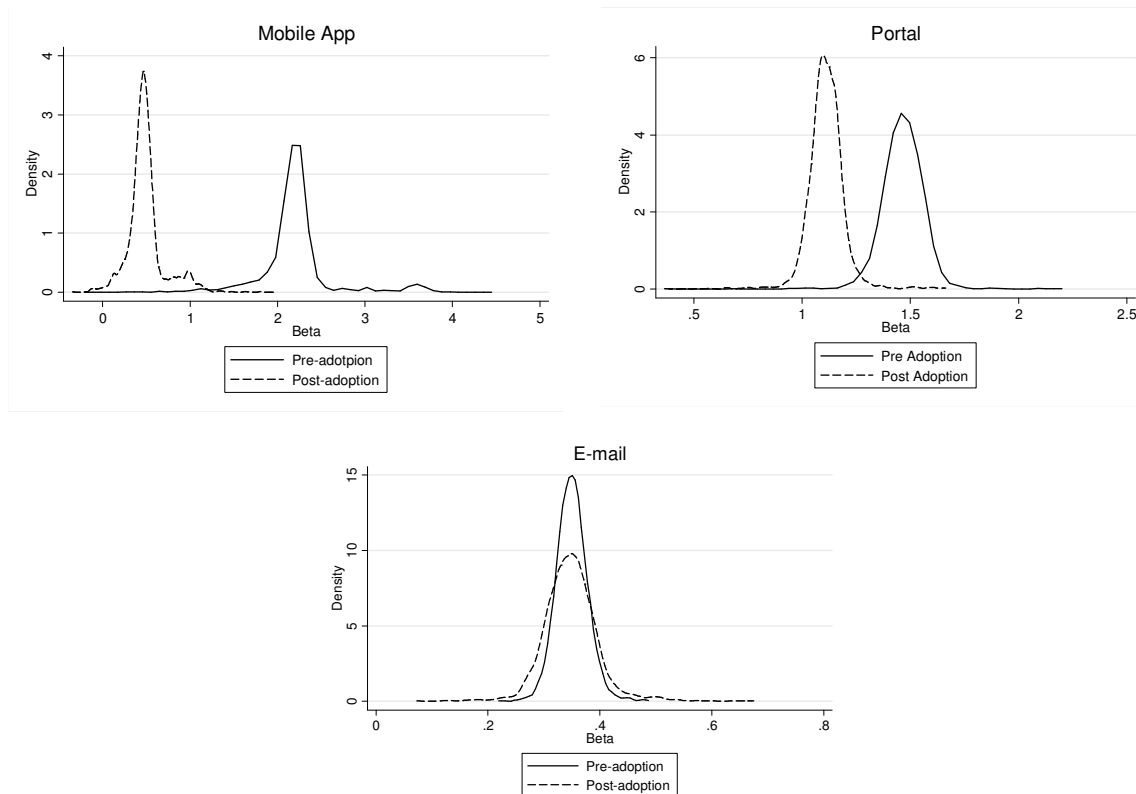 Mobile App
4
3
2
1
0
Density
0 1 2 3 4 5
Beta
Pre-adotpion
Post-adoption
Portal
6
4
2
0
Density
.5 1 1.5 2 2.5
Beta
Pre Adoption
Post Adoption
E-mail
15
10
5
0
Density
0 .2 .4 .6 .8
Beta
Pre-adoption
Post-adoption